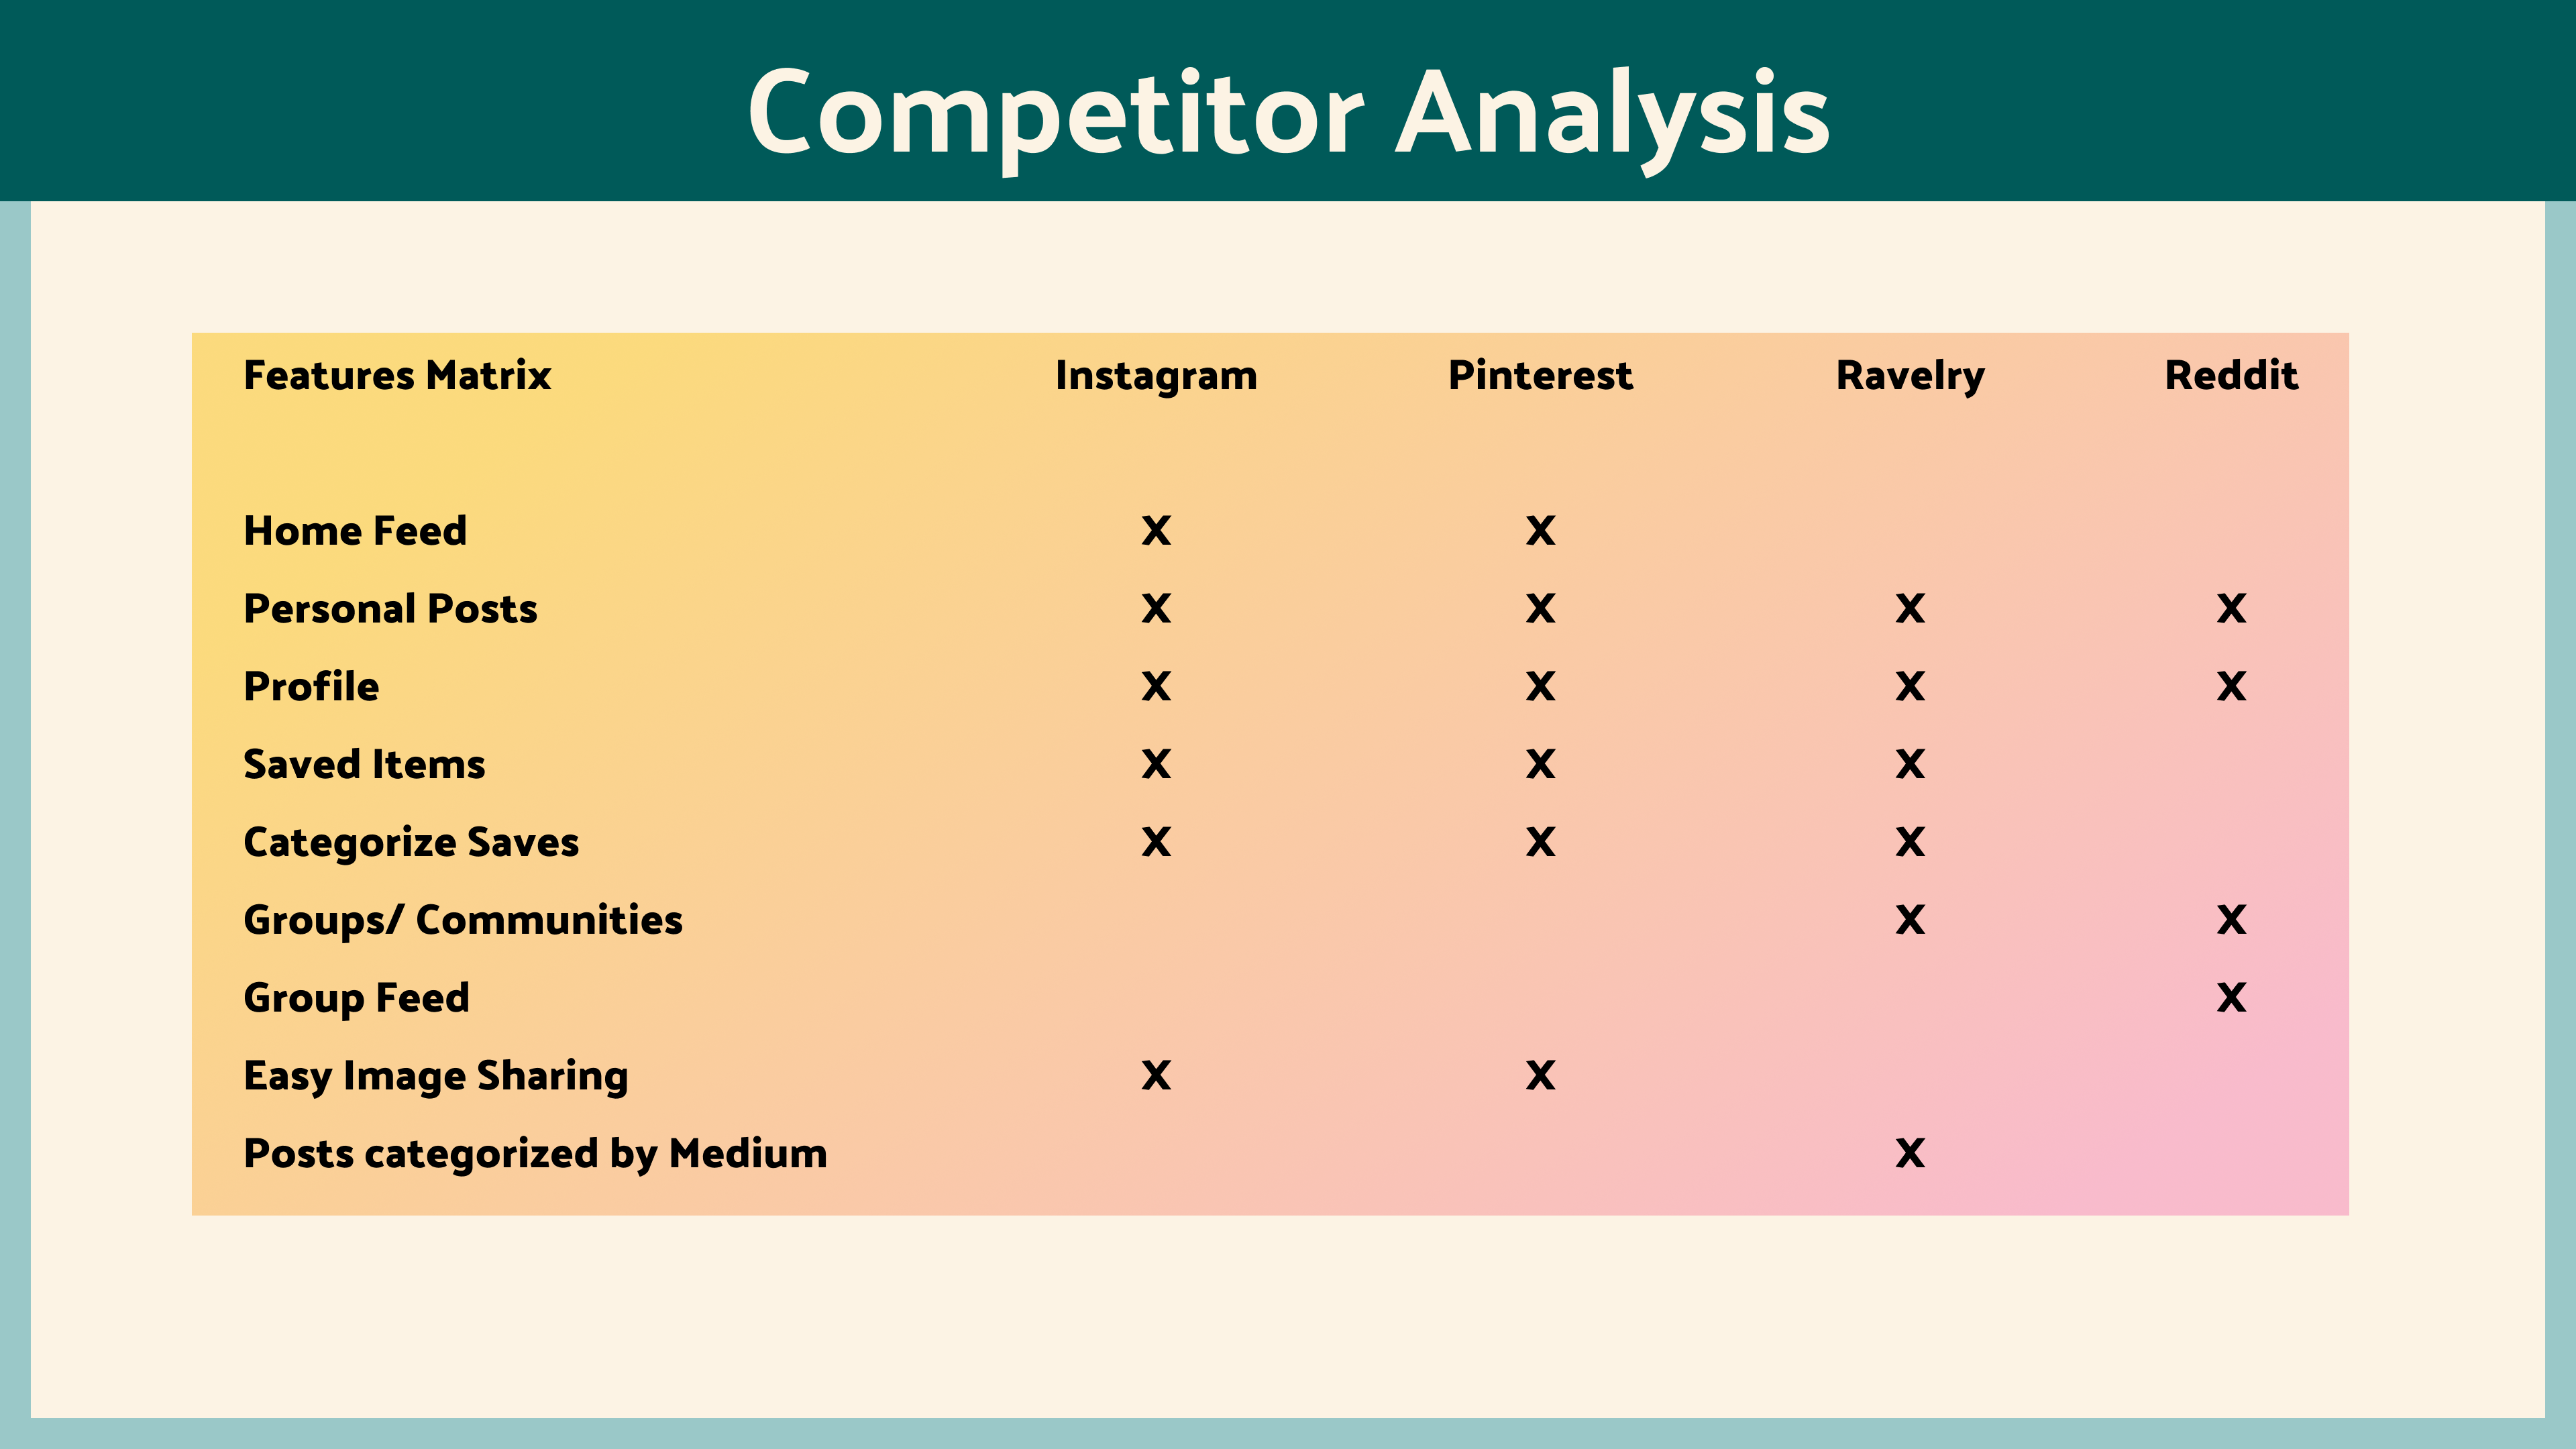 Competitor Analysis
Features Matrix Instagram Pinterest Ravelry Reddit
Home Feed X X
Personal Posts X X X X
Profile X X X X
Saved Items X X X
Categorize Saves X X X
Groups/ Communities X X
Group Feed X
Easy Image Sharing X X
Posts categorized by Medium X